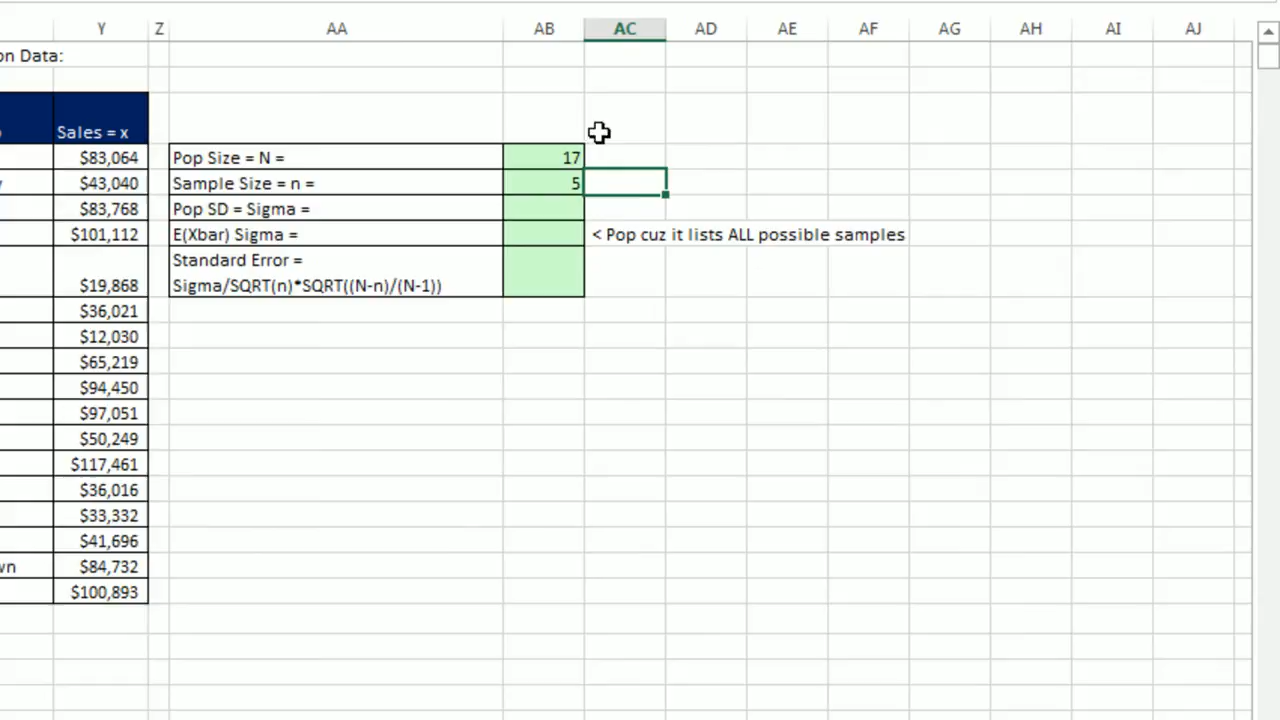 Y Z AA AB AC AD AE AF AG AH AI AJ
on Data:
Sales = x
$83,064 Pop Size = N = 17
$43,040 Sample Size = n = 5
$83,768 Pop SD = Sigma =
$101,112 E(Xbar) Sigma = < Pop cuz it lists ALL possible samples
Standard Error =
$19,868 Sigma/SQRT(n)*SQRT((N-n)/(N-1))
$36,021
$12,030
$65,219
$94,450
$97,051
$50,249
$117,461
$36,016
$33,332
$41,696
wn $84,732
$100,893